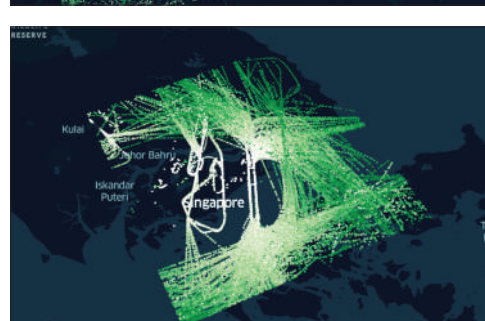 RESERVE
Kulai
Johor Bahru
Iskandar
Puteri
Singapore